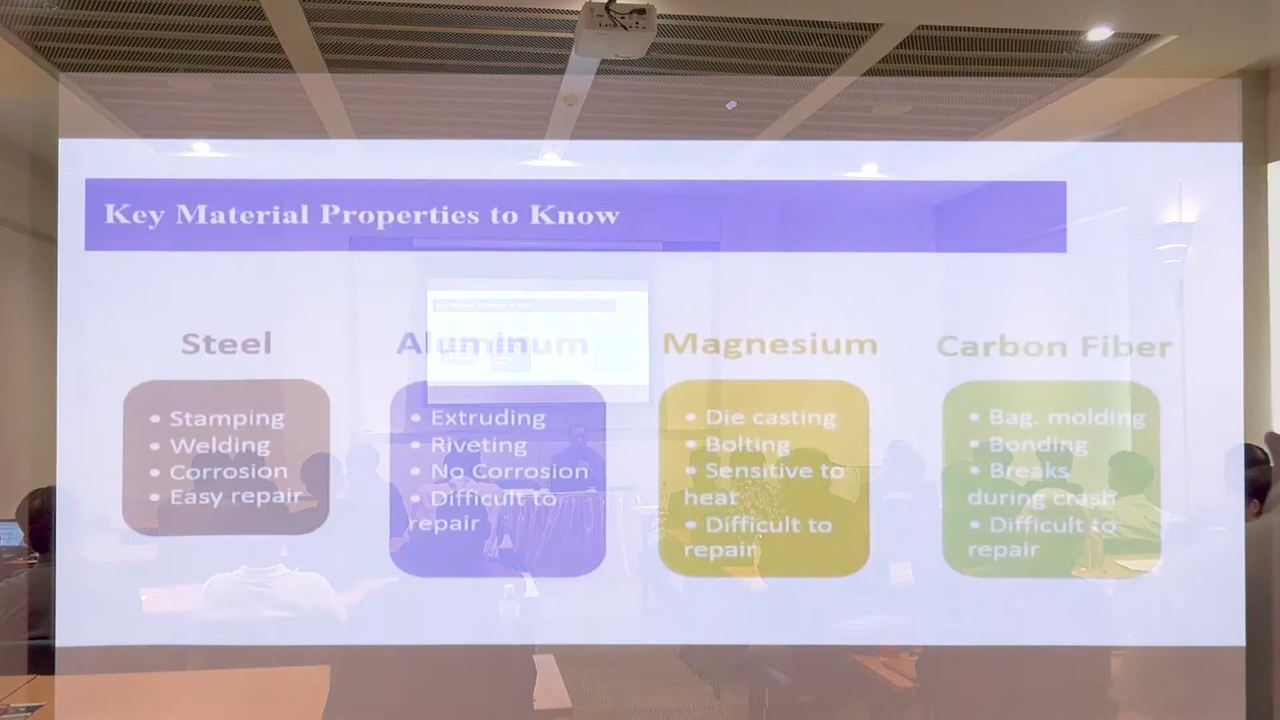 Key Material Properties to Know
Steel
• Stamping
• Welding
• Corrosion
• Easy repair
Aluminum
• Extruding
• Riveting
• No Corrosion
• Difficult to
repair
Magnesium
• Die casting
• Bolting
• Sensitive to
heat
• Difficult to
repair
Carbon Fiber
• Bag. molding
• Bonding
• Breaks
during crash
• Difficult to
repair